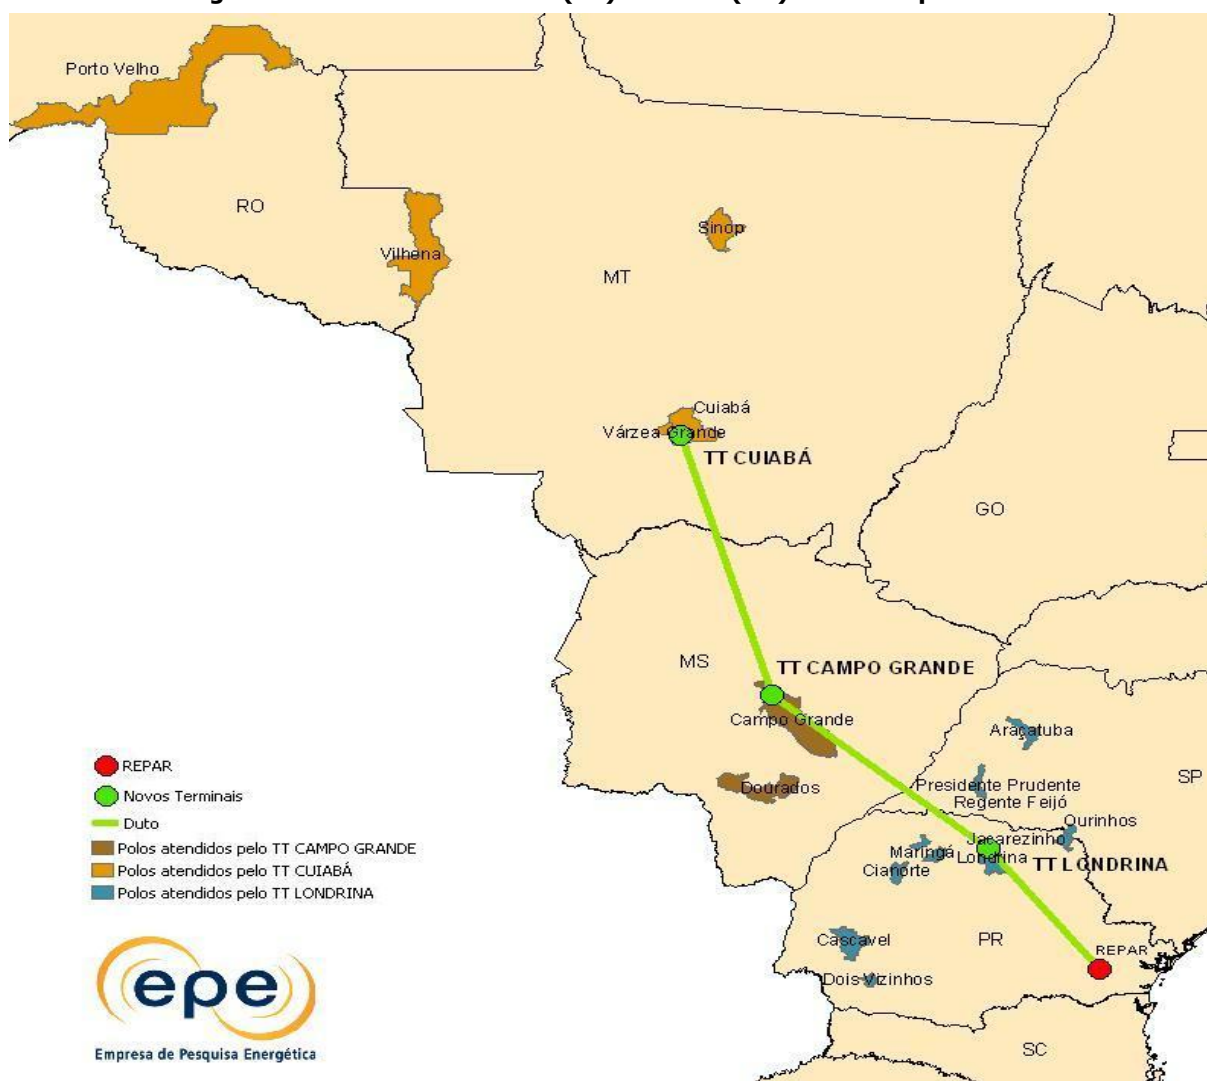 Porto Velho
RO
Vilhena
Sinop
MT
Cuiabá
Várzea Grande
TT CUIABÁ
GO
MS
TT CAMPO GRANDE
Campo Grande
Dourados
Araçatuba
SP
Presidente Prudente
Regente Feijó
Ourinhos
Jacarezinho
Maringá
Londrina
TT LONDRINA
Cianorte
Cascavel
PR
REPAR
Dois Vizinhos
SC
REPAR
Novos Terminais
Duto
Polos atendidos pelo TT CAMPO GRANDE
Polos atendidos pelo TT CUIABÁ
Polos atendidos pelo TT LONDRINA
epe
Empresa de Pesquisa Energética